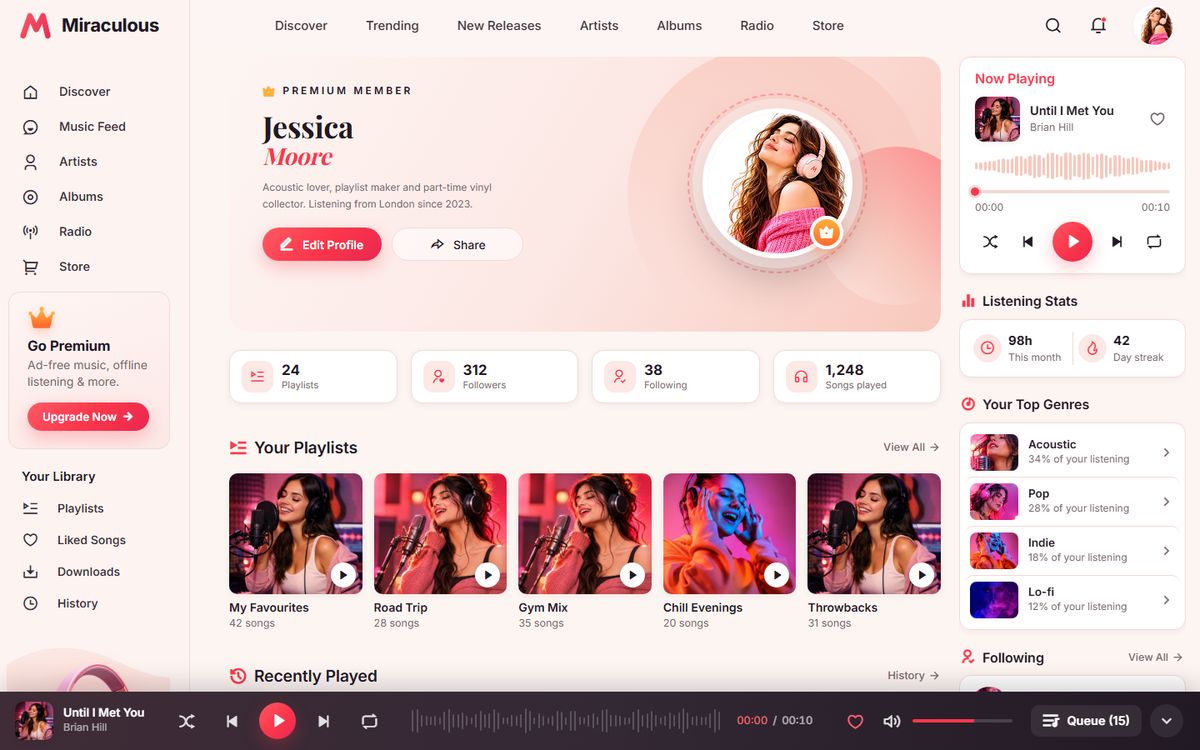 Miraculous
Discover
Trending
New Releases
Artists
Albums
Radio
Store
Discover
Music Feed
Artists
Albums
Radio
Store
Go Premium
Ad-free music, offline
listening & more.
Upgrade Now
Your Library
Playlists
Liked Songs
Downloads
History
PREMIUM MEMBER
Jessica
Moore
Acoustic lover, playlist maker and part-time vinyl
collector. Listening from London since 2023.
Edit Profile
Share
24
Playlists
312
Followers
38
Following
1,248
Songs played
Your Playlists
View All
My Favourites
42 songs
Road Trip
28 songs
Gym Mix
35 songs
Chill Evenings
20 songs
Throwbacks
31 songs
Recently Played
History
Now Playing
Until I Met You
Brian Hill
00:00
00:10
Listening Stats
98h
This month
42
Day streak
Your Top Genres
Acoustic
34% of your listening
Pop
28% of your listening
Indie
18% of your listening
Lo-fi
12% of your listening
Following
View All
Until I Met You
Brian Hill
00:00 / 00:10
Queue (15)